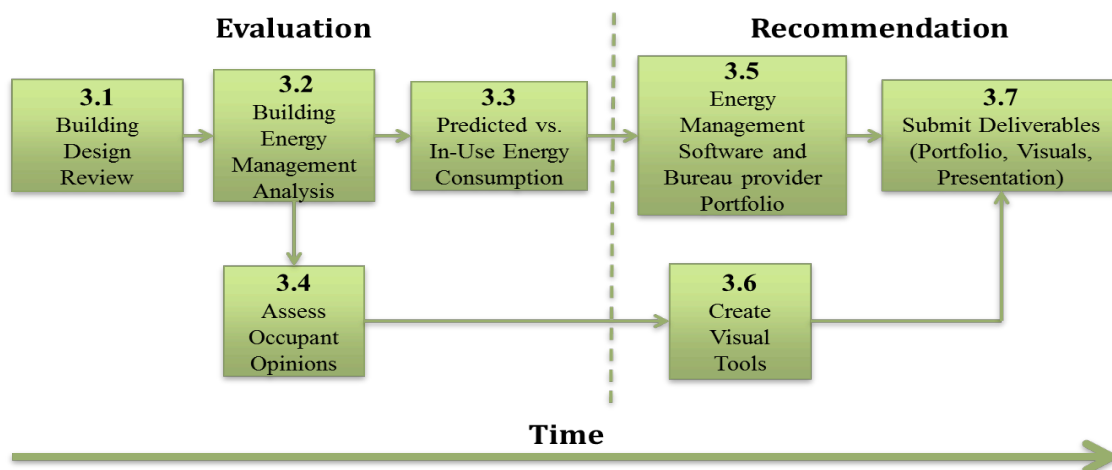 Evaluation
Recommendation
3.1
Building
Design
Review
3.2
Building
Energy
Management
Analysis
3.3
Predicted vs.
In-Use Energy
Consumption
3.5
Energy
Management
Software and
Bureau provider
Portfolio
3.7
Submit Deliverables
(Portfolio, Visuals,
Presentation)
3.4
Assess
Occupant
Opinions
3.6
Create
Visual
Tools
Time